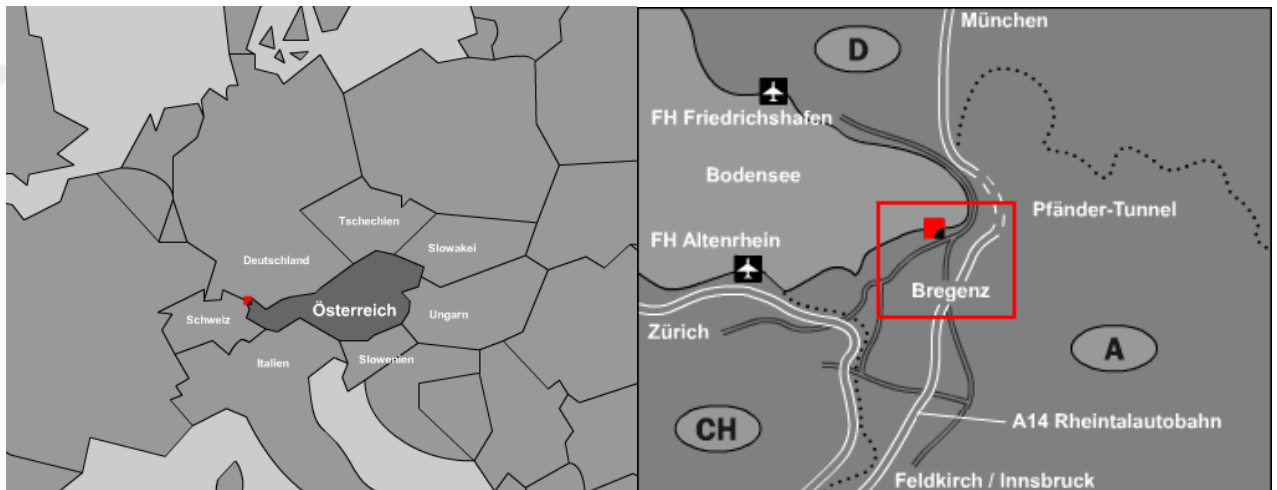 Tschechien
Slowakei
Deutschland
Österreich
Ungarn
Schweiz
Slowenien
Italien
München
D
FH Friedrichshafen
Bodensee
Pfänder-Tunnel
FH Altenrhein
Bregenz
Zürich
A
A14 Rheintalautobahn
CH
Feldkirch / Innsbruck